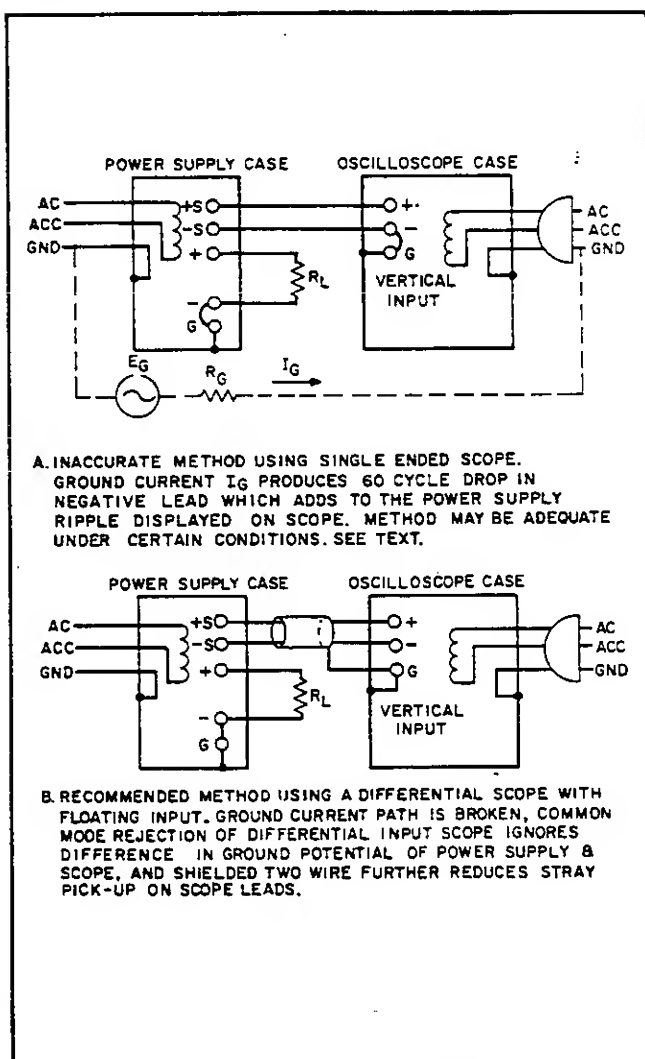 POWER SUPPLY CASE
OSCILLOSCOPE CASE
AC
ACC
GND
+S
-S
+
-
G
RL
+
-
G
VERTICAL
INPUT
AC
ACC
GND
EG
RG
IG
A. INACCURATE METHOD USING SINGLE ENDED SCOPE.
GROUND CURRENT IG PRODUCES 60 CYCLE DROP IN
NEGATIVE LEAD WHICH ADDS TO THE POWER SUPPLY
RIPPLE DISPLAYED ON SCOPE. METHOD MAY BE ADEQUATE
UNDER CERTAIN CONDITIONS. SEE TEXT.
POWER SUPPLY CASE
OSCILLOSCOPE CASE
AC
ACC
GND
+S
-S
+
-
G
RL
+
-
G
VERTICAL
INPUT
AC
ACC
GND
B. RECOMMENDED METHOD USING A DIFFERENTIAL SCOPE WITH
FLOATING INPUT. GROUND CURRENT PATH IS BROKEN, COMMON
MODE REJECTION OF DIFFERENTIAL INPUT SCOPE IGNORES
DIFFERENCE IN GROUND POTENTIAL OF POWER SUPPLY &
SCOPE, AND SHIELDED TWO WIRE FURTHER REDUCES STRAY
PICK-UP ON SCOPE LEADS.